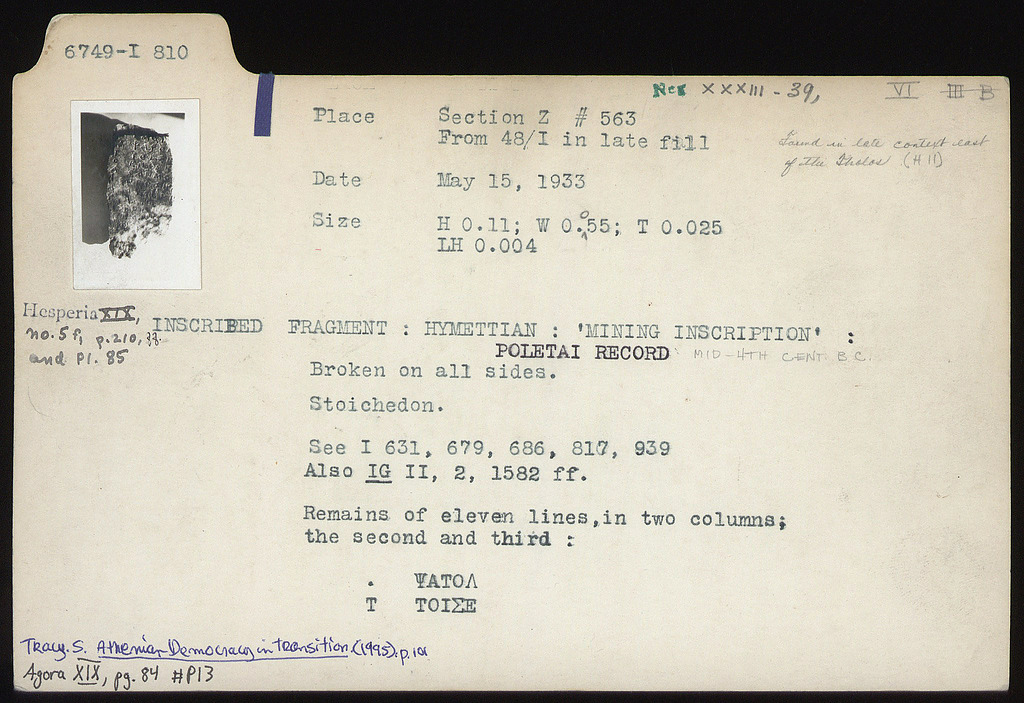 6749-I 810
Neg XXXIII-39, VI III B
Place Section Z # 563
From 48/I in late fill
Found in late context east
of the Tholos (H 11)
Date May 15, 1933
Size H 0.11; W 0.055; T 0.025
LH 0.004
Hesperia XIX,
no. 5 f, p. 210, ff.
and Pl. 85
INSCRIBED FRAGMENT : HYMETTIAN : 'MINING INSCRIPTION' :
POLETAI RECORD MID-4TH CENT. B.C.
Broken on all sides.
Stoichedon.
See I 631, 679, 686, 817, 939
Also IG II, 2, 1582 ff.
Remains of eleven lines, in two columns;
the second and third :
. ΨΑΤΟΛ
Τ ΤΟΙΣΕ
Tracy. S. Athenian Democracy in transition (1995), p. 101
Agora XIX, pg. 84 #P13